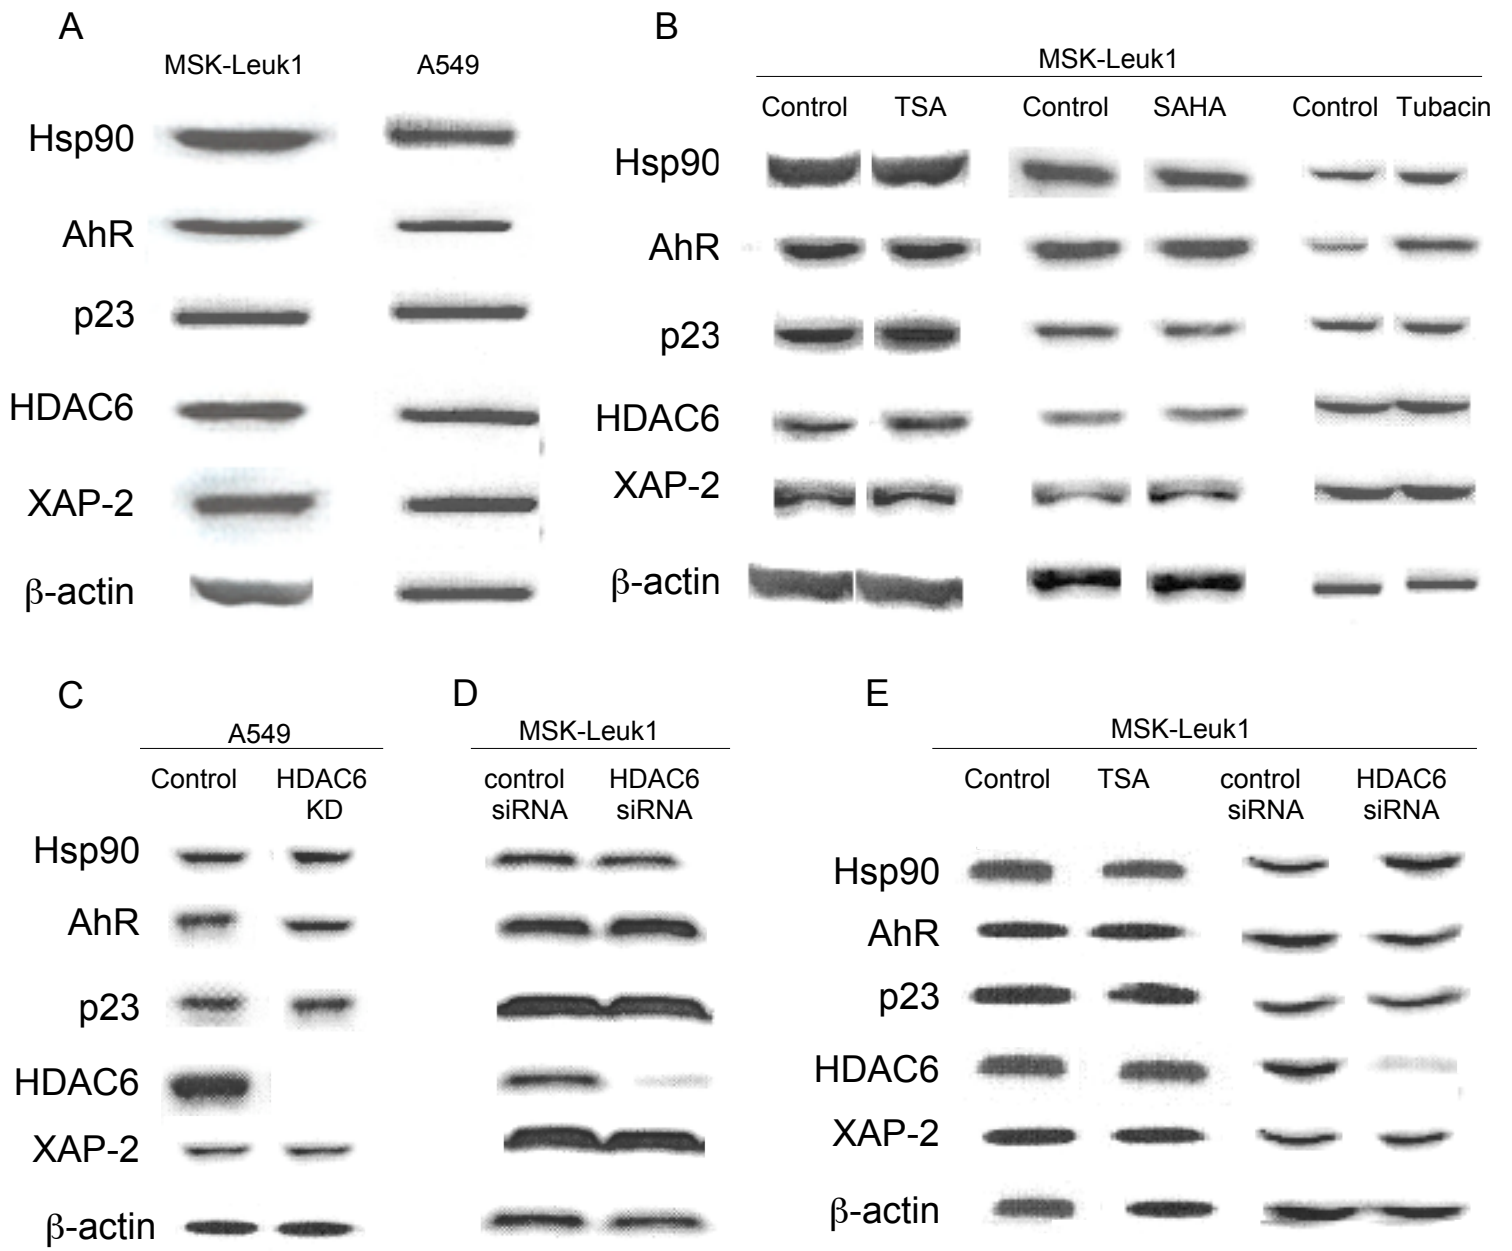 A
MSK-Leuk1 A549
Hsp90
AhR
p23
HDAC6
XAP-2
β-actin
B
MSK-Leuk1
Control TSA Control SAHA Control Tubacin
Hsp90
AhR
p23
HDAC6
XAP-2
β-actin
C
A549
Control HDAC6
KD
Hsp90
AhR
p23
HDAC6
XAP-2
β-actin
D
MSK-Leuk1
control HDAC6
siRNA siRNA
E
MSK-Leuk1
Control TSA control HDAC6
siRNA siRNA
Hsp90
AhR
p23
HDAC6
XAP-2
β-actin